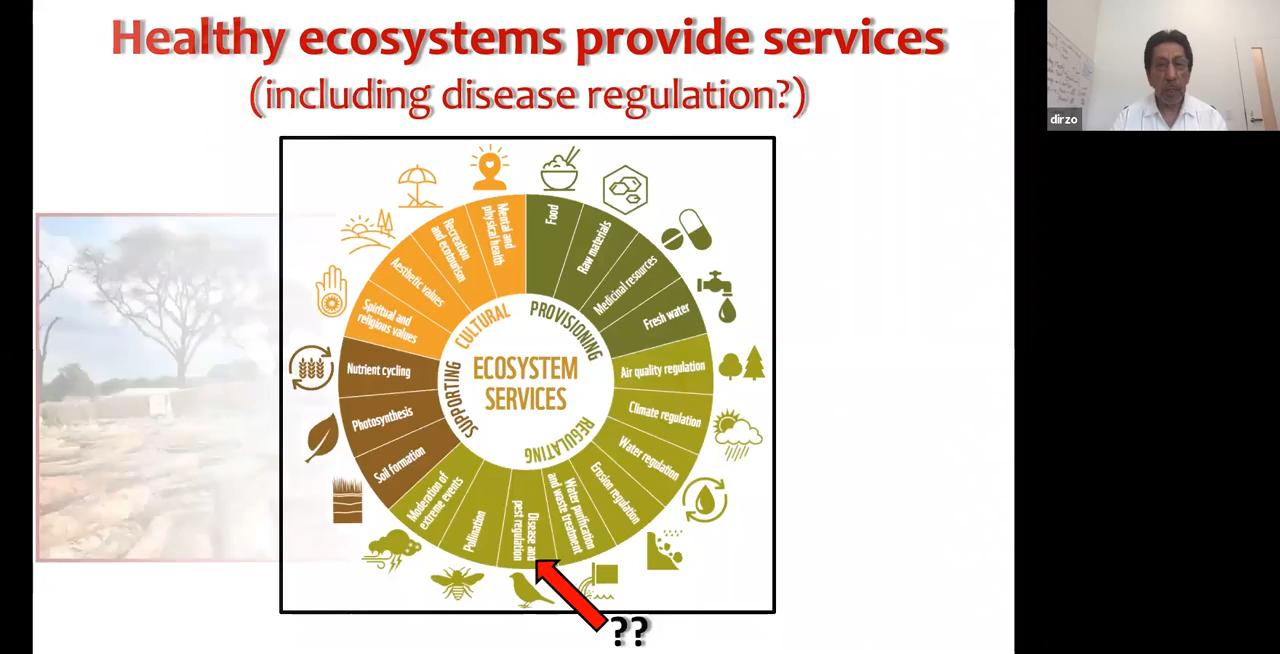 Healthy ecosystems provide services
(including disease regulation?)
dirzo
Mental and
physical health
Food
Recreation
and ecotourism
Raw materials
Aesthetic values
Medicinal resources
Spiritual and
religious values
Fresh water
CULTURAL
PROVISIONING
Nutrient cycling
ECOSYSTEM
SERVICES
Air quality regulation
Photosynthesis
SUPPORTING
Climate regulation
Soil formation
REGULATING
Water regulation
Moderation of
extreme events
Pollination
Disease and
pest regulation
Water purification
and waste treatment
Erosion regulation
??